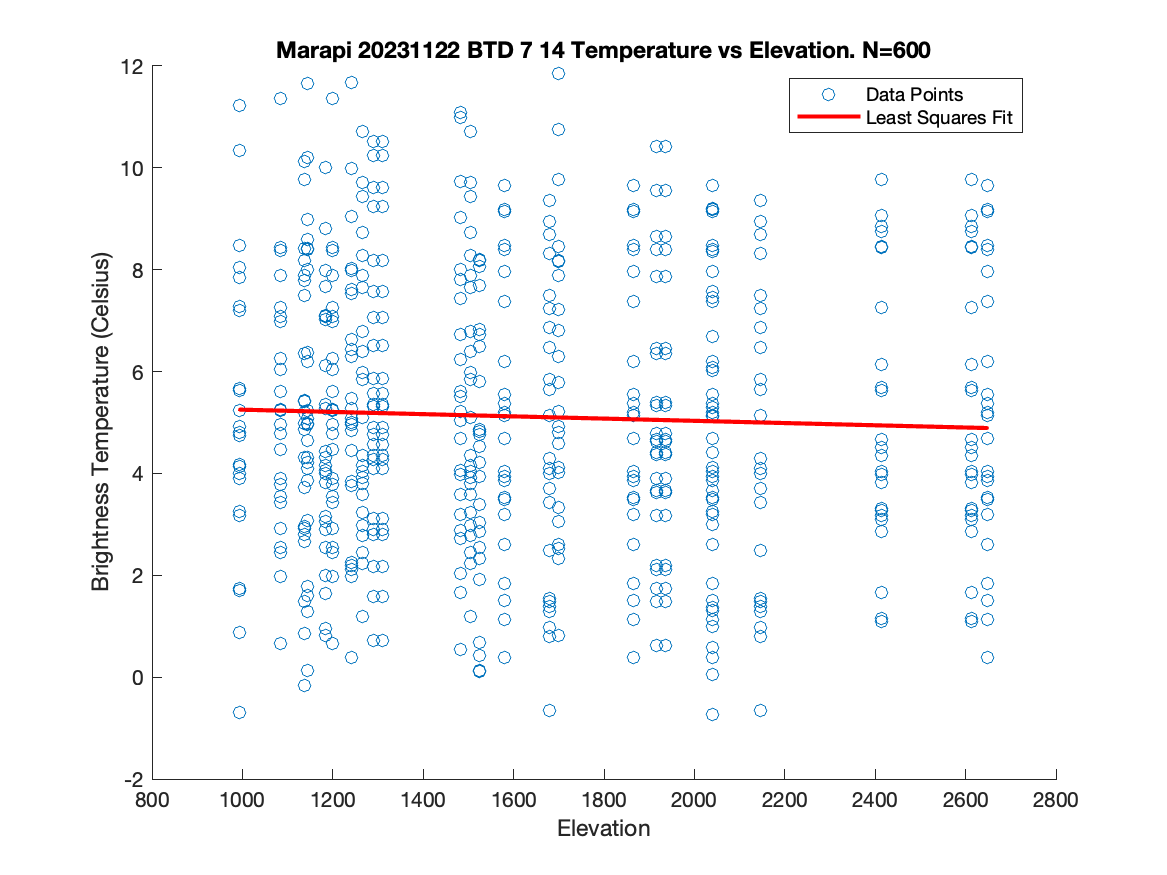 Marapi 20231122 BTD 7 14 Temperature vs Elevation. N=600
Data Points
Least Squares Fit
12
10
8
6
4
2
0
-2
Brightness Temperature (Celsius)
800 1000 1200 1400 1600 1800 2000 2200 2400 2600 2800
Elevation